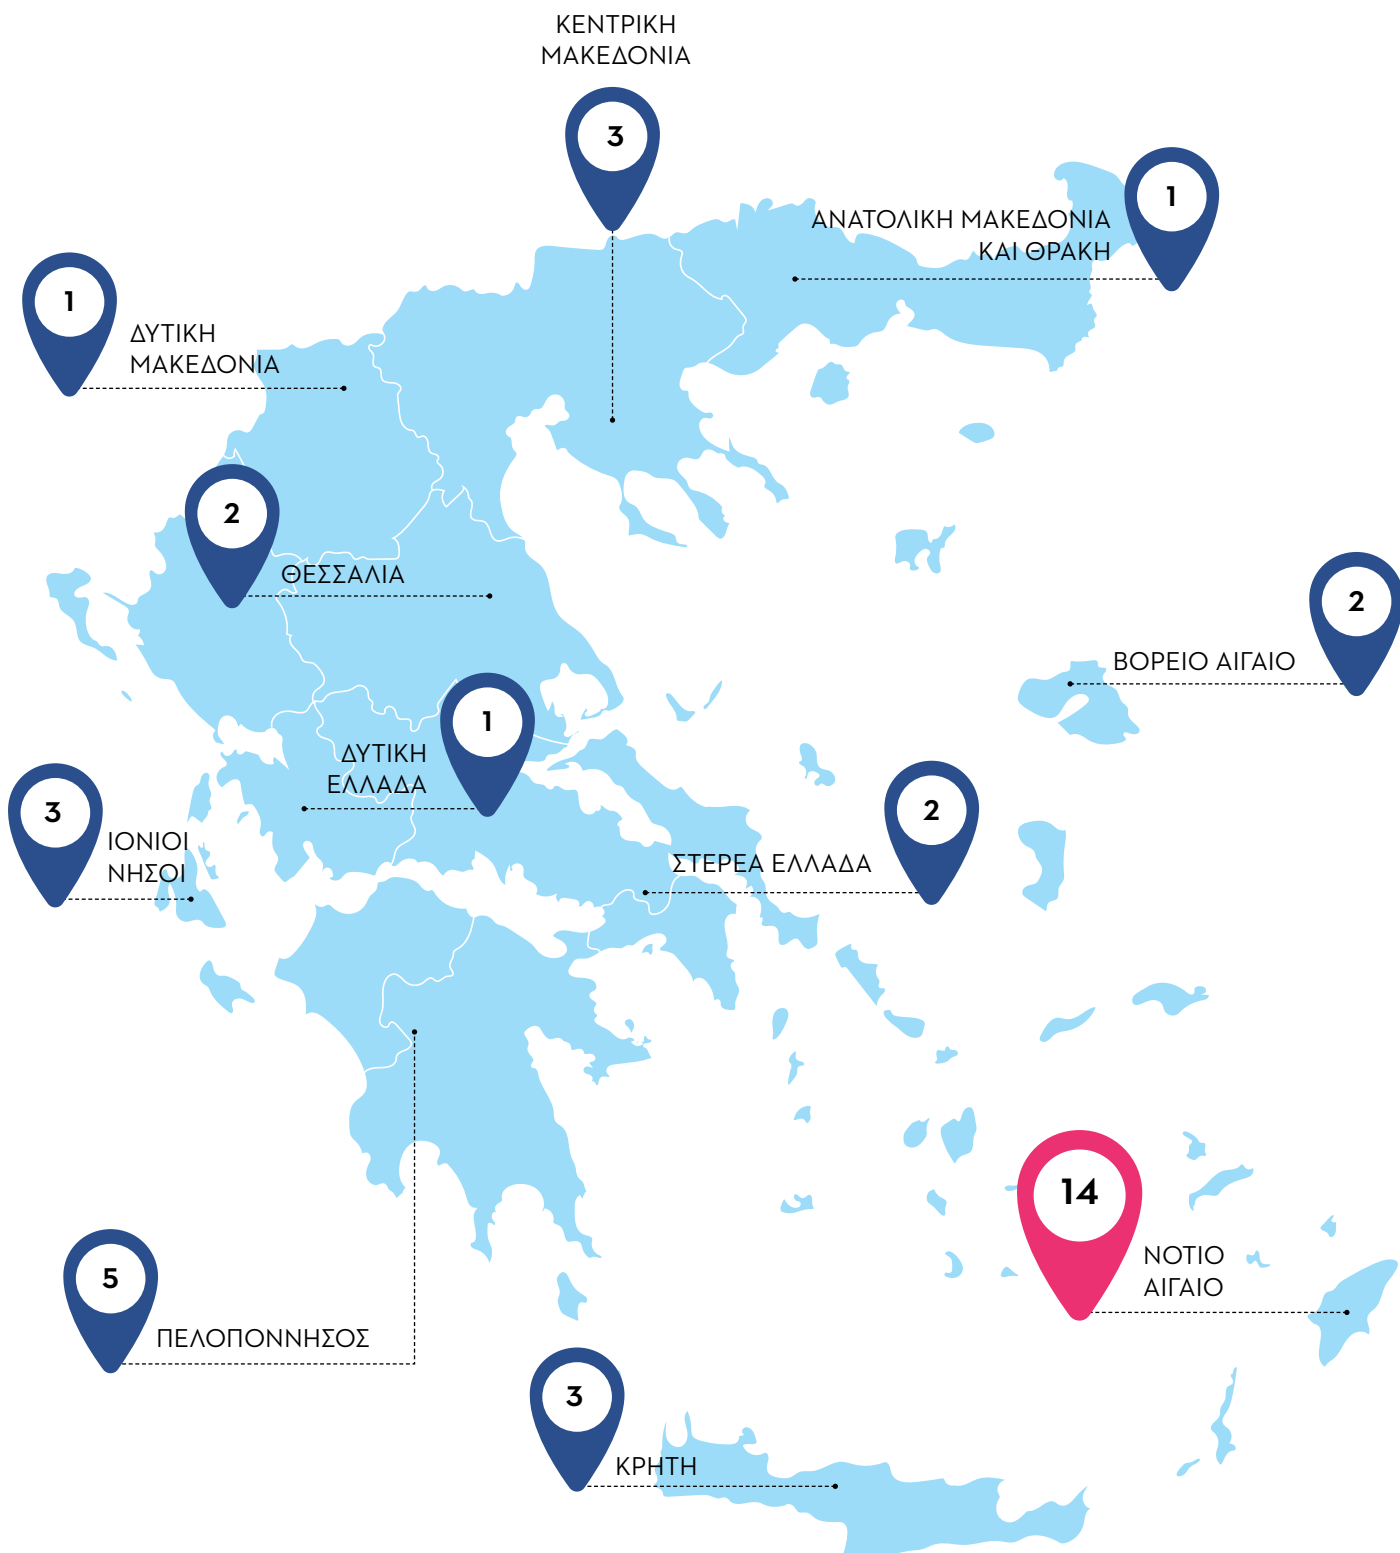 ΚΕΝΤΡΙΚΗ
ΜΑΚΕΔΟΝΙΑ
3
1
ΑΝΑΤΟΛΙΚΗ ΜΑΚΕΔΟΝΙΑ
ΚΑΙ ΘΡΑΚΗ
1
ΔΥΤΙΚΗ
ΜΑΚΕΔΟΝΙΑ
2
ΘΕΣΣΑΛΙΑ
2
ΒΟΡΕΙΟ ΑΙΓΑΙΟ
1
ΔΥΤΙΚΗ
ΕΛΛΑΔΑ
3
ΙΟΝΙΟΙ
ΝΗΣΟΙ
2
ΣΤΕΡΕΑ ΕΛΛΑΔΑ
14
ΝΟΤΙΟ
ΑΙΓΑΙΟ
5
ΠΕΛΟΠΟΝΝΗΣΟΣ
3
ΚΡΗΤΗ